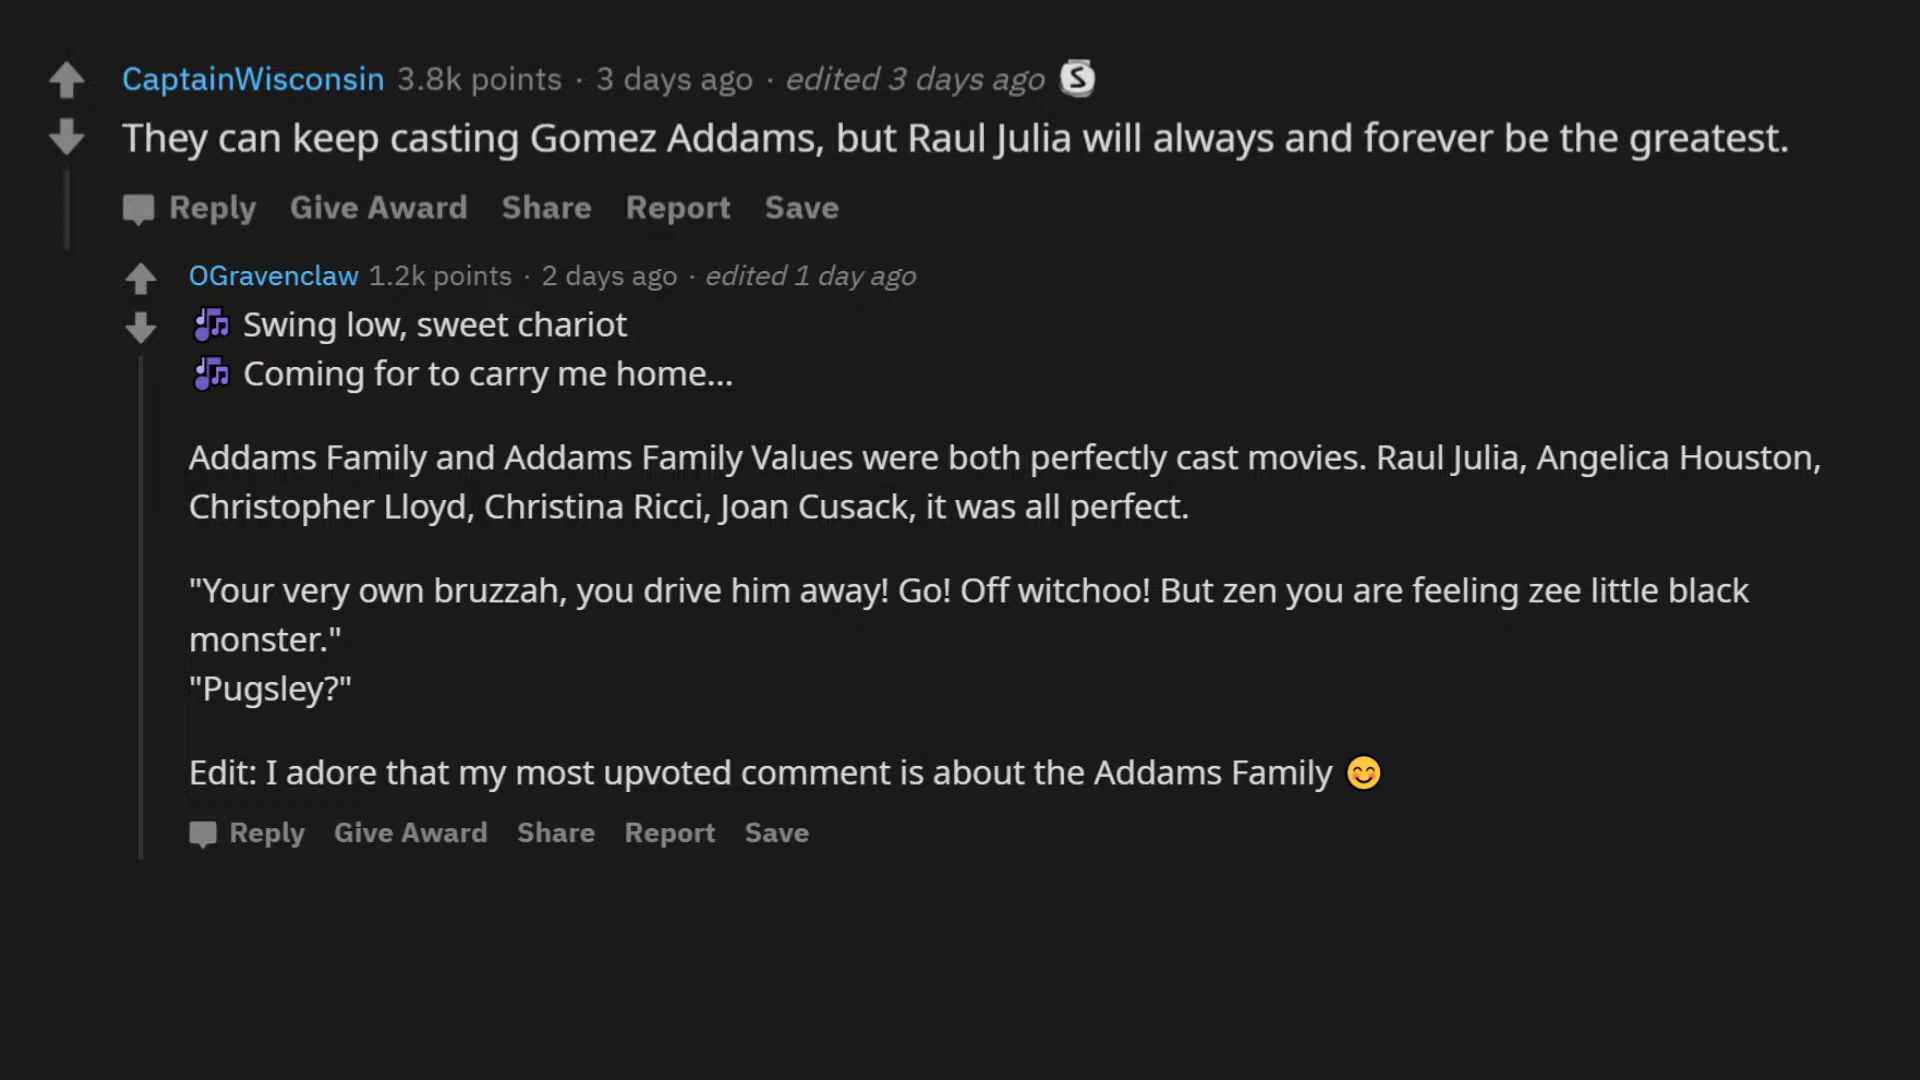 CaptainWisconsin 3.8k points · 3 days ago · edited 3 days ago S
They can keep casting Gomez Addams, but Raul Julia will always and forever be the greatest.
Reply Give Award Share Report Save
OGravenclaw 1.2k points · 2 days ago · edited 1 day ago
🎶 Swing low, sweet chariot
🎶 Coming for to carry me home...
Addams Family and Addams Family Values were both perfectly cast movies. Raul Julia, Angelica Houston,
Christopher Lloyd, Christina Ricci, Joan Cusack, it was all perfect.
"Your very own bruzzah, you drive him away! Go! Off witchoo! But zen you are feeling zee little black
monster."
"Pugsley?"
Edit: I adore that my most upvoted comment is about the Addams Family 😊
Reply Give Award Share Report Save